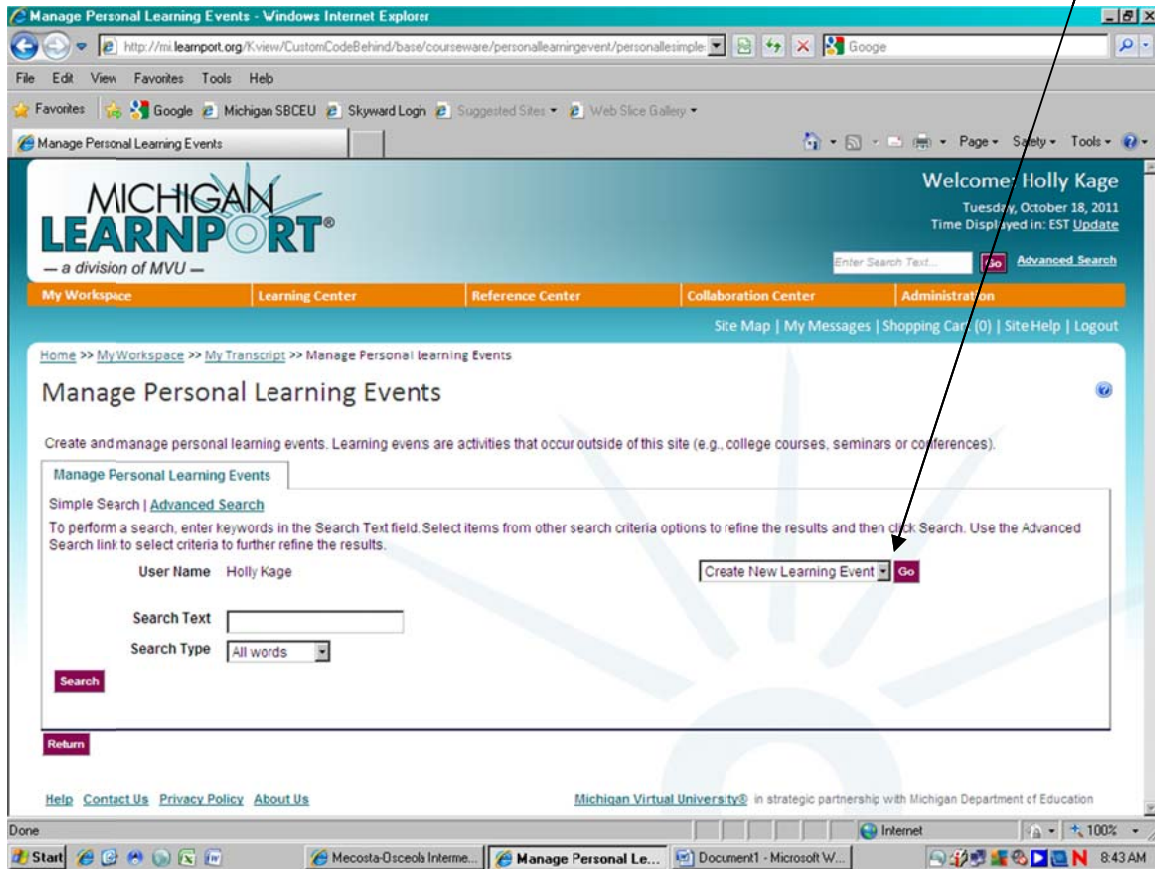 Manage Personal Learning Events - Windows Internet Explorer
http://mi.learnport.org/Kview/CustomCodeBehind/base/courseware/personallearningevent/personallesimple
Googe
File Edit View Favorites Tools Help
Favorites Google Michigan SBCEU Skyward Login Suggested Sites Web Slice Gallery
Manage Personal Learning Events
Page Safety Tools
MICHIGAN
LEARNPORT®
— a division of MVU —
Welcome: Holly Kage
Tuesday, October 18, 2011
Time Displayed in: EST Update
Enter Search Text... Go Advanced Search
My Workspace Learning Center Reference Center Collaboration Center Administration
Site Map | My Messages | Shopping Cart (0) | Site Help | Logout
Home >> My Workspace >> My Transcript >> Manage Personal learning Events
Manage Personal Learning Events
Create and manage personal learning events. Learning evens are activities that occur outside of this site (e.g., college courses, seminars or conferences).
Manage Personal Learning Events
Simple Search | Advanced Search
To perform a search, enter keywords in the Search Text field. Select items from other search criteria options to refine the results and then click Search. Use the Advanced
Search link to select criteria to further refine the results.
User Name Holly Kage
Create New Learning Event Go
Search Text
Search Type All words
Search
Return
Help Contact Us Privacy Policy About Us
Michigan Virtual University® in strategic partnership with Michigan Department of Education
Done
Internet
100%
Start
Mecosta-Osceola Interme...
Manage Personal Le...
Document1 - Microsoft W...
8:43 AM